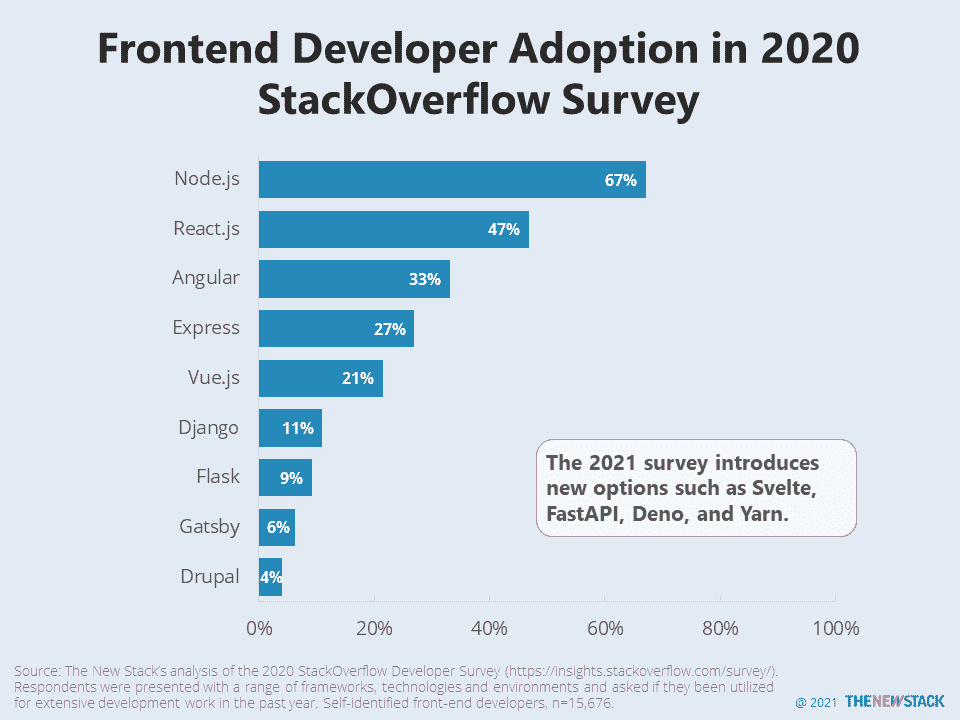 Frontend Developer Adoption in 2020
StackOverflow Survey
Node.js
67%
React.js
47%
Angular
33%
Express
27%
Vue.js
21%
Django
11%
Flask
9%
Gatsby
6%
Drupal
4%
The 2021 survey introduces
new options such as Svelte,
FastAPI, Deno, and Yarn.
0% 20% 40% 60% 80% 100%
Source: The New Stack's analysis of the 2020 StackOverflow Developer Survey (https://insights.stackoverflow.com/survey/).
Respondents were presented with a range of frameworks, technologies and environments and asked if they been utilized
for extensive development work in the past year. Self-identified front-end developers, n=15,676.
@ 2021 THENEWSTACK